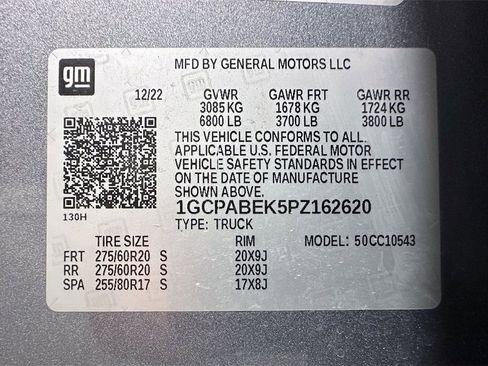 gm
MFD BY GENERAL MOTORS LLC
12/22 GVWR GAWR FRT GAWR RR
3085 KG 1678 KG 1724 KG
6800 LB 3700 LB 3800 LB
THIS VEHICLE CONFORMS TO ALL
APPLICABLE U.S. FEDERAL MOTOR
VEHICLE SAFETY STANDARDS IN EFFECT
ON THE DATE OF MANUFACTURE
SHOWN ABOVE.
130H
1GCPABEK5PZ162620
TYPE: TRUCK
TIRE SIZE RIM MODEL: 50CC10543
FRT 275/60R20 S 20X9J
RR 275/60R20 S 20X9J
SPA 255/80R17 S 17X8J